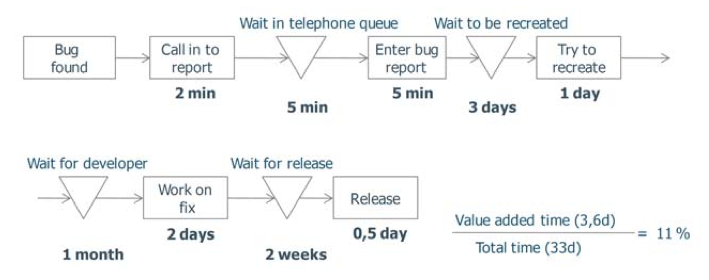 Wait in telephone queue
Wait to be recreated
Bug
found
Call in to
report
Enter bug
report
Try to
recreate
2 min
5 min
5 min
3 days
1 day
Wait for developer
Wait for release
Work on
fix
Release
1 month
2 days
2 weeks
0,5 day
Value added time (3,6d)
Total time (33d)
= 11 %